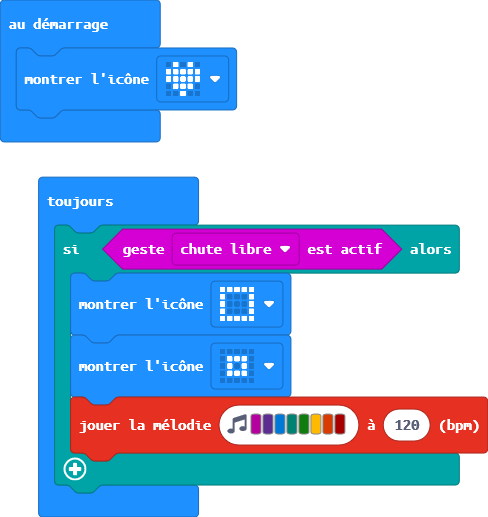 au démarrage
montrer l'icône
toujours
si geste chute libre est actif alors
montrer l'icône
montrer l'icône
jouer la mélodie à 120 (bpm)